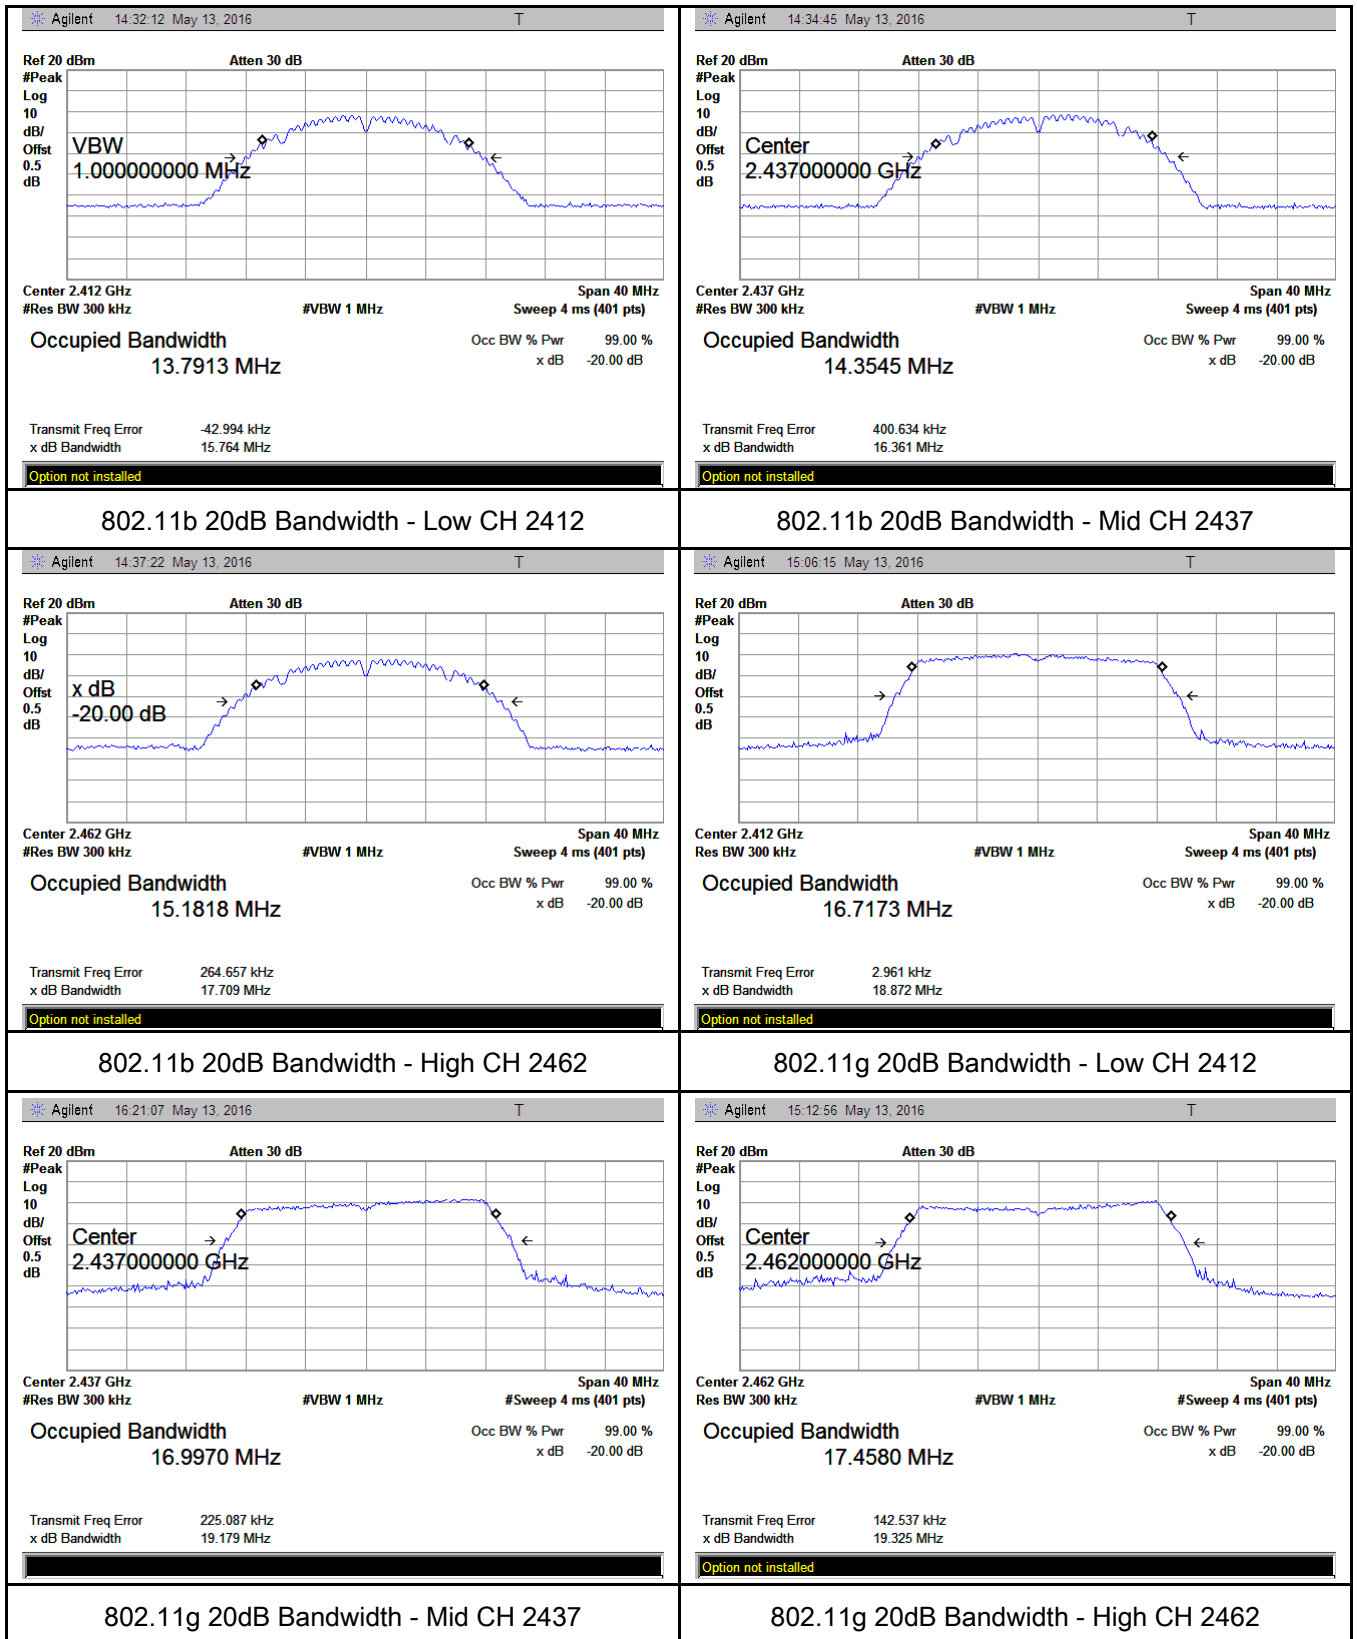 Agilent 14:32:12 May 13, 2016 T
Ref 20 dBm Atten 30 dB
#Peak
Log
10
dB/
Offst
0.5
dB
VBW
1.000000000 MHz
Center 2.412 GHz Span 40 MHz
#Res BW 300 kHz #VBW 1 MHz Sweep 4 ms (401 pts)
Occupied Bandwidth Occ BW % Pwr 99.00 %
13.7913 MHz x dB -20.00 dB
Transmit Freq Error -42.994 kHz
x dB Bandwidth 15.764 MHz
Option not installed
802.11b 20dB Bandwidth - Low CH 2412
Agilent 14:34:45 May 13, 2016 T
Ref 20 dBm Atten 30 dB
#Peak
Log
10
dB/
Offst
0.5
dB
Center
2.437000000 GHz
Center 2.437 GHz Span 40 MHz
#Res BW 300 kHz #VBW 1 MHz Sweep 4 ms (401 pts)
Occupied Bandwidth Occ BW % Pwr 99.00 %
14.3545 MHz x dB -20.00 dB
Transmit Freq Error 400.634 kHz
x dB Bandwidth 16.361 MHz
Option not installed
802.11b 20dB Bandwidth - Mid CH 2437
Agilent 14:37:22 May 13, 2016 T
Ref 20 dBm Atten 30 dB
#Peak
Log
10
dB/
Offst
0.5
dB
x dB
-20.00 dB
Center 2.462 GHz Span 40 MHz
#Res BW 300 kHz #VBW 1 MHz Sweep 4 ms (401 pts)
Occupied Bandwidth Occ BW % Pwr 99.00 %
15.1818 MHz x dB -20.00 dB
Transmit Freq Error 264.657 kHz
x dB Bandwidth 17.709 MHz
Option not installed
802.11b 20dB Bandwidth - High CH 2462
Agilent 15:06:15 May 13, 2016 T
Ref 20 dBm Atten 30 dB
#Peak
Log
10
dB/
Offst
0.5
dB
Center 2.412 GHz Span 40 MHz
Res BW 300 kHz #VBW 1 MHz Sweep 4 ms (401 pts)
Occupied Bandwidth Occ BW % Pwr 99.00 %
16.7173 MHz x dB -20.00 dB
Transmit Freq Error 2.961 kHz
x dB Bandwidth 18.872 MHz
Option not installed
802.11g 20dB Bandwidth - Low CH 2412
Agilent 16:21:07 May 13, 2016 T
Ref 20 dBm Atten 30 dB
#Peak
Log
10
dB/
Offst
0.5
dB
Center
2.437000000 GHz
Center 2.437 GHz Span 40 MHz
#Res BW 300 kHz #VBW 1 MHz #Sweep 4 ms (401 pts)
Occupied Bandwidth Occ BW % Pwr 99.00 %
16.9970 MHz x dB -20.00 dB
Transmit Freq Error 225.087 kHz
x dB Bandwidth 19.179 MHz
802.11g 20dB Bandwidth - Mid CH 2437
Agilent 15:12:56 May 13, 2016 T
Ref 20 dBm Atten 30 dB
#Peak
Log
10
dB/
Offst
0.5
dB
Center
2.462000000 GHz
Center 2.462 GHz Span 40 MHz
Res BW 300 kHz #VBW 1 MHz #Sweep 4 ms (401 pts)
Occupied Bandwidth Occ BW % Pwr 99.00 %
17.4580 MHz x dB -20.00 dB
Transmit Freq Error 142.537 kHz
x dB Bandwidth 19.325 MHz
Option not installed
802.11g 20dB Bandwidth - High CH 2462